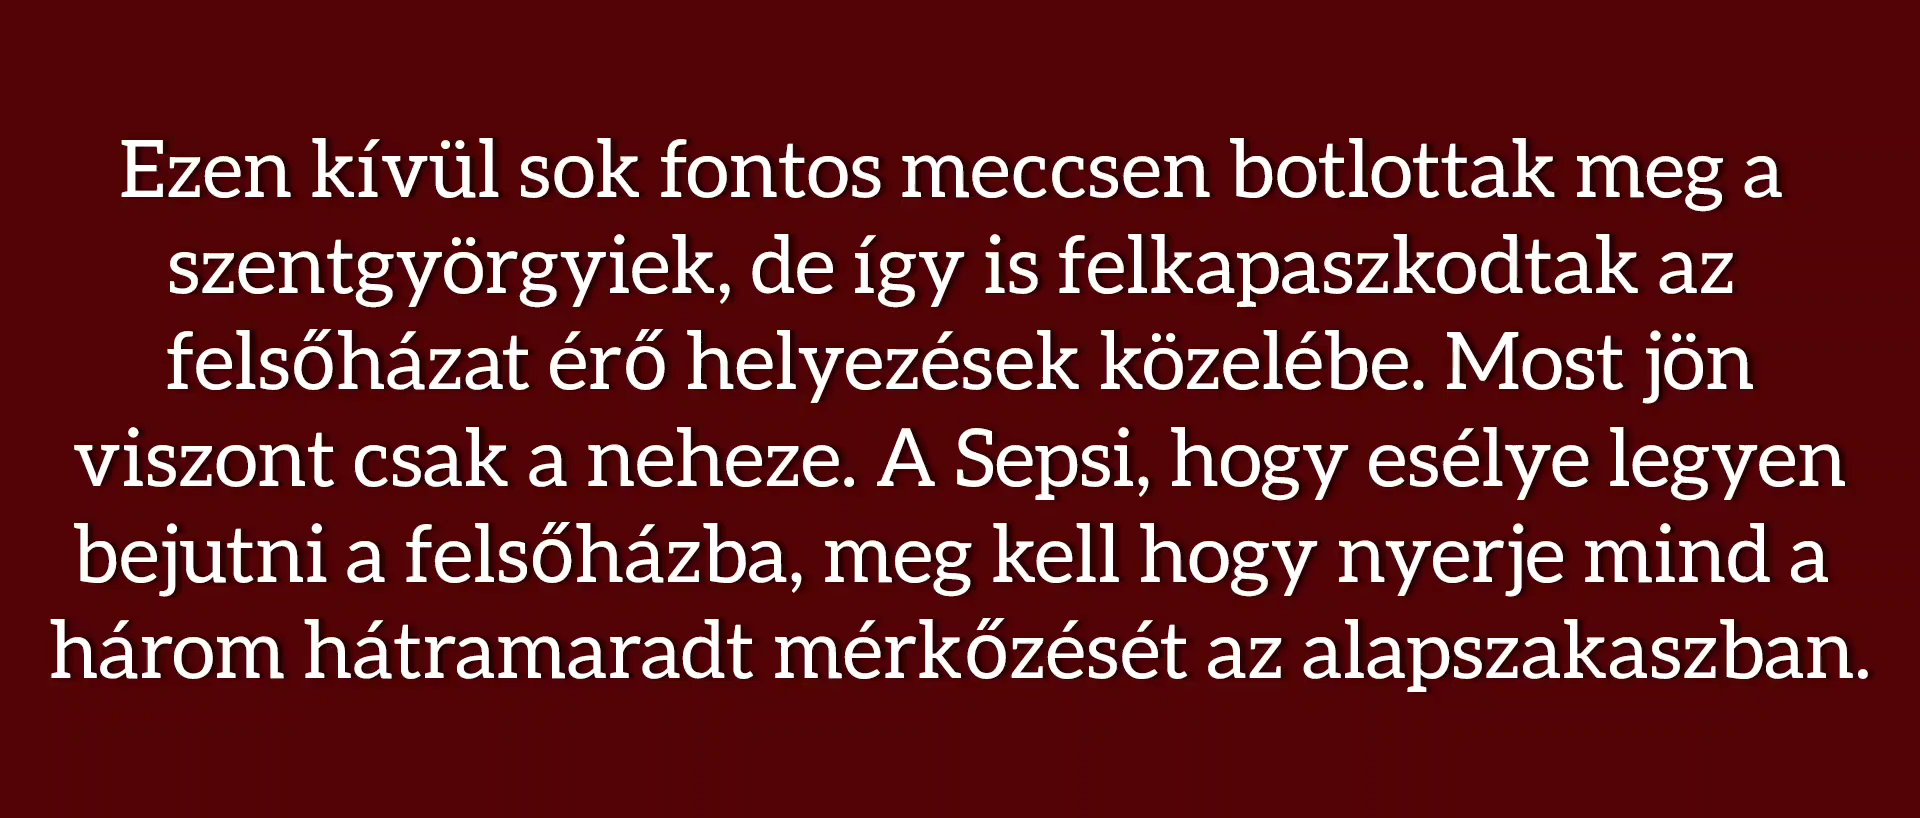 Ezen kívül sok fontos meccsen botlottak meg a
szentgyörgyiek, de így is felkapaszkodtak az
felsőházat érő helyezések közelébe. Most jön
viszont csak a neheze. A Sepsi, hogy esélye legyen
bejutni a felsőházba, meg kell hogy nyerje mind a
három hátramaradt mérkőzését az alapszakaszban.